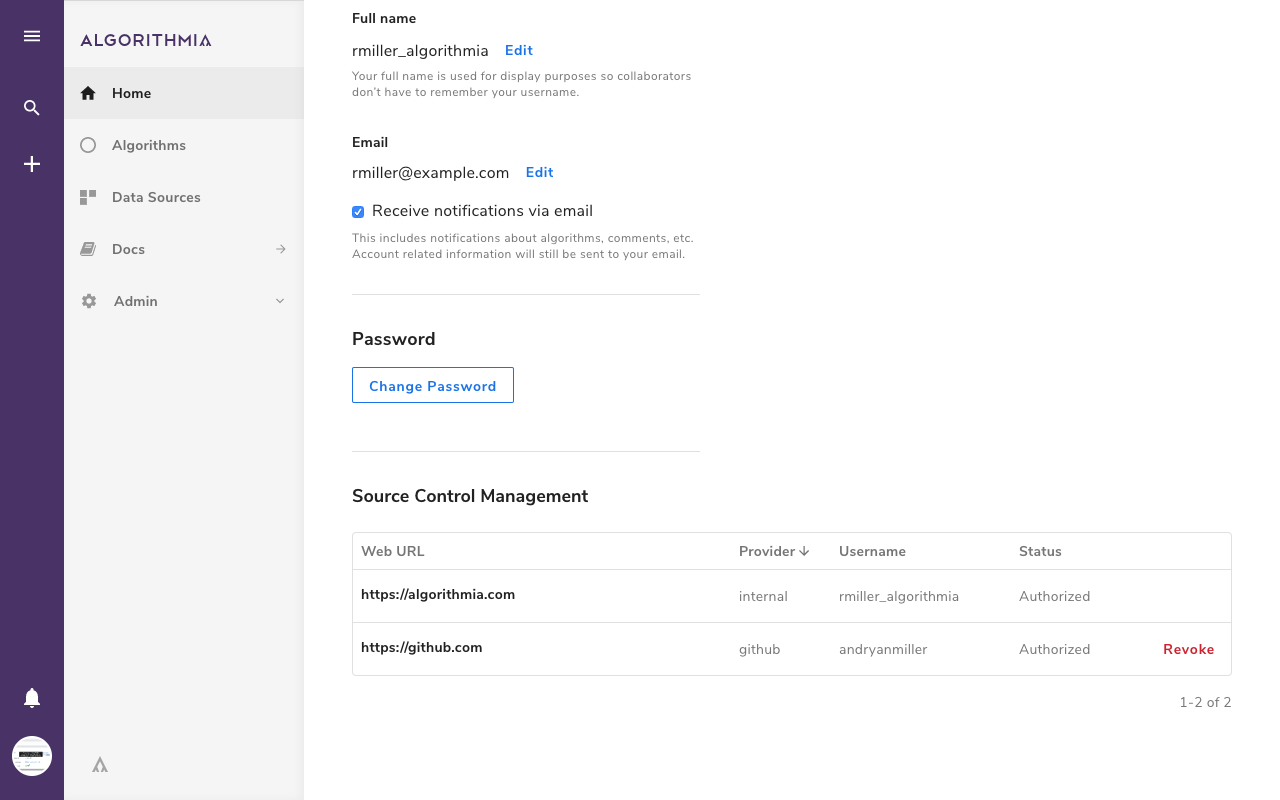 ALGORITHMIA
Home
Algorithms
Data Sources
Docs
Admin
Full name
rmiller_algorithmia Edit
Your full name is used for display purposes so collaborators
don't have to remember your username.
Email
rmiller@example.com Edit
Receive notifications via email
This includes notifications about algorithms, comments, etc.
Account related information will still be sent to your email.
Password
Change Password
Source Control Management
Web URL Provider Username Status
https://algorithmia.com internal rmiller_algorithmia Authorized
https://github.com github andryanmiller Authorized Revoke
1-2 of 2